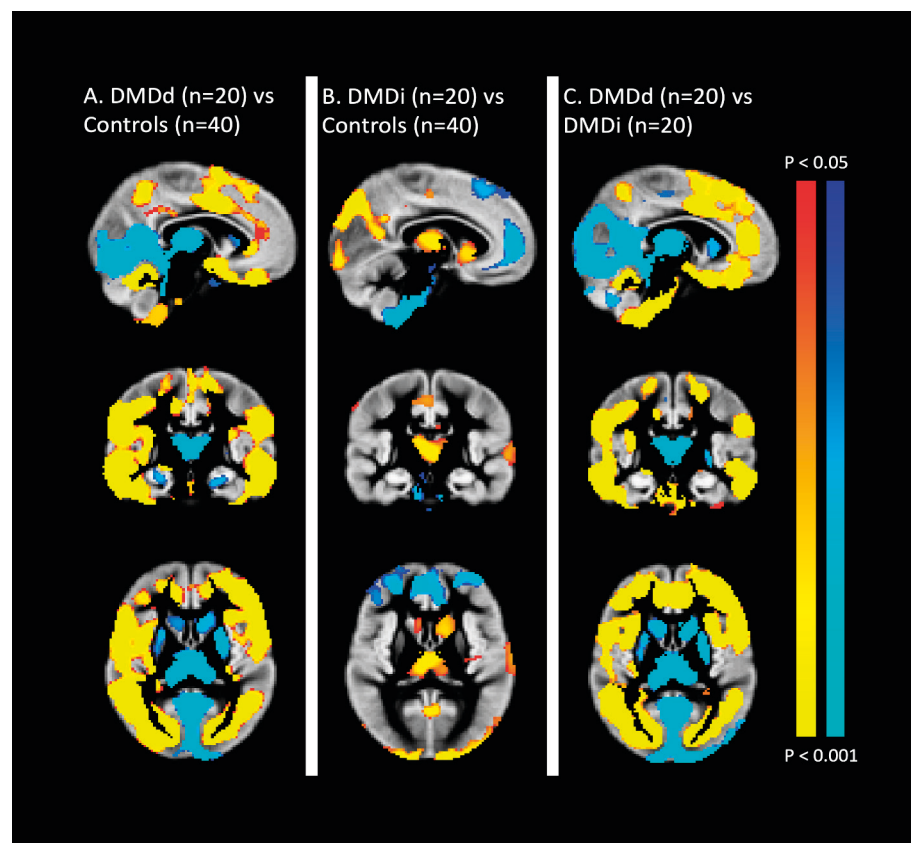 A. DMDd (n=20) vs
Controls (n=40)
B. DMDi (n=20) vs
Controls (n=40)
C. DMDd (n=20) vs
DMDi (n=20)
P < 0.05
P < 0.001